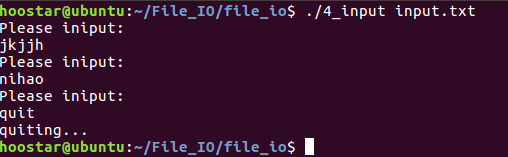 hoostar@ubuntu:~/File_IO/file_io$ ./4_input input.txt
Please iniput:
jkjjh
Please iniput:
nihao
Please iniput:
quit
quiting...
hoostar@ubuntu:~/File_IO/file_io$